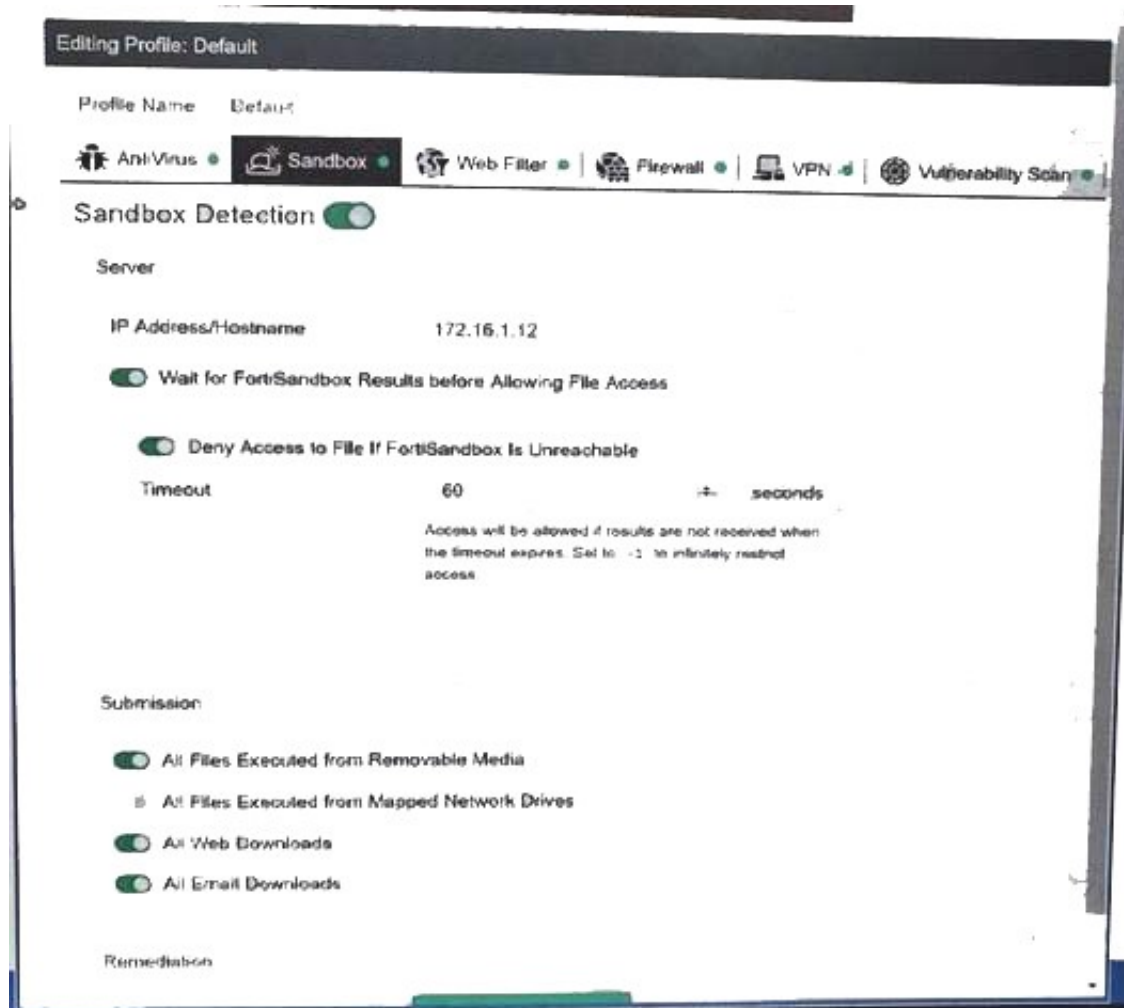 Editing Profile: Default
Profile Name Default
AntiVirus Sandbox Web Filter Firewall VPN Vulnerability Scan
Sandbox Detection
Server
IP Address/Hostname 172.16.1.12
Wait for FortiSandbox Results before Allowing File Access
Deny Access to File If FortiSandbox Is Unreachable
Timeout 60 seconds
Access will be allowed if results are not received when
the timeout expires. Set to -1 to infinitely restrict
access
Submission
All Files Executed from Removable Media
All Files Executed from Mapped Network Drives
All Web Downloads
All Email Downloads
Remediation